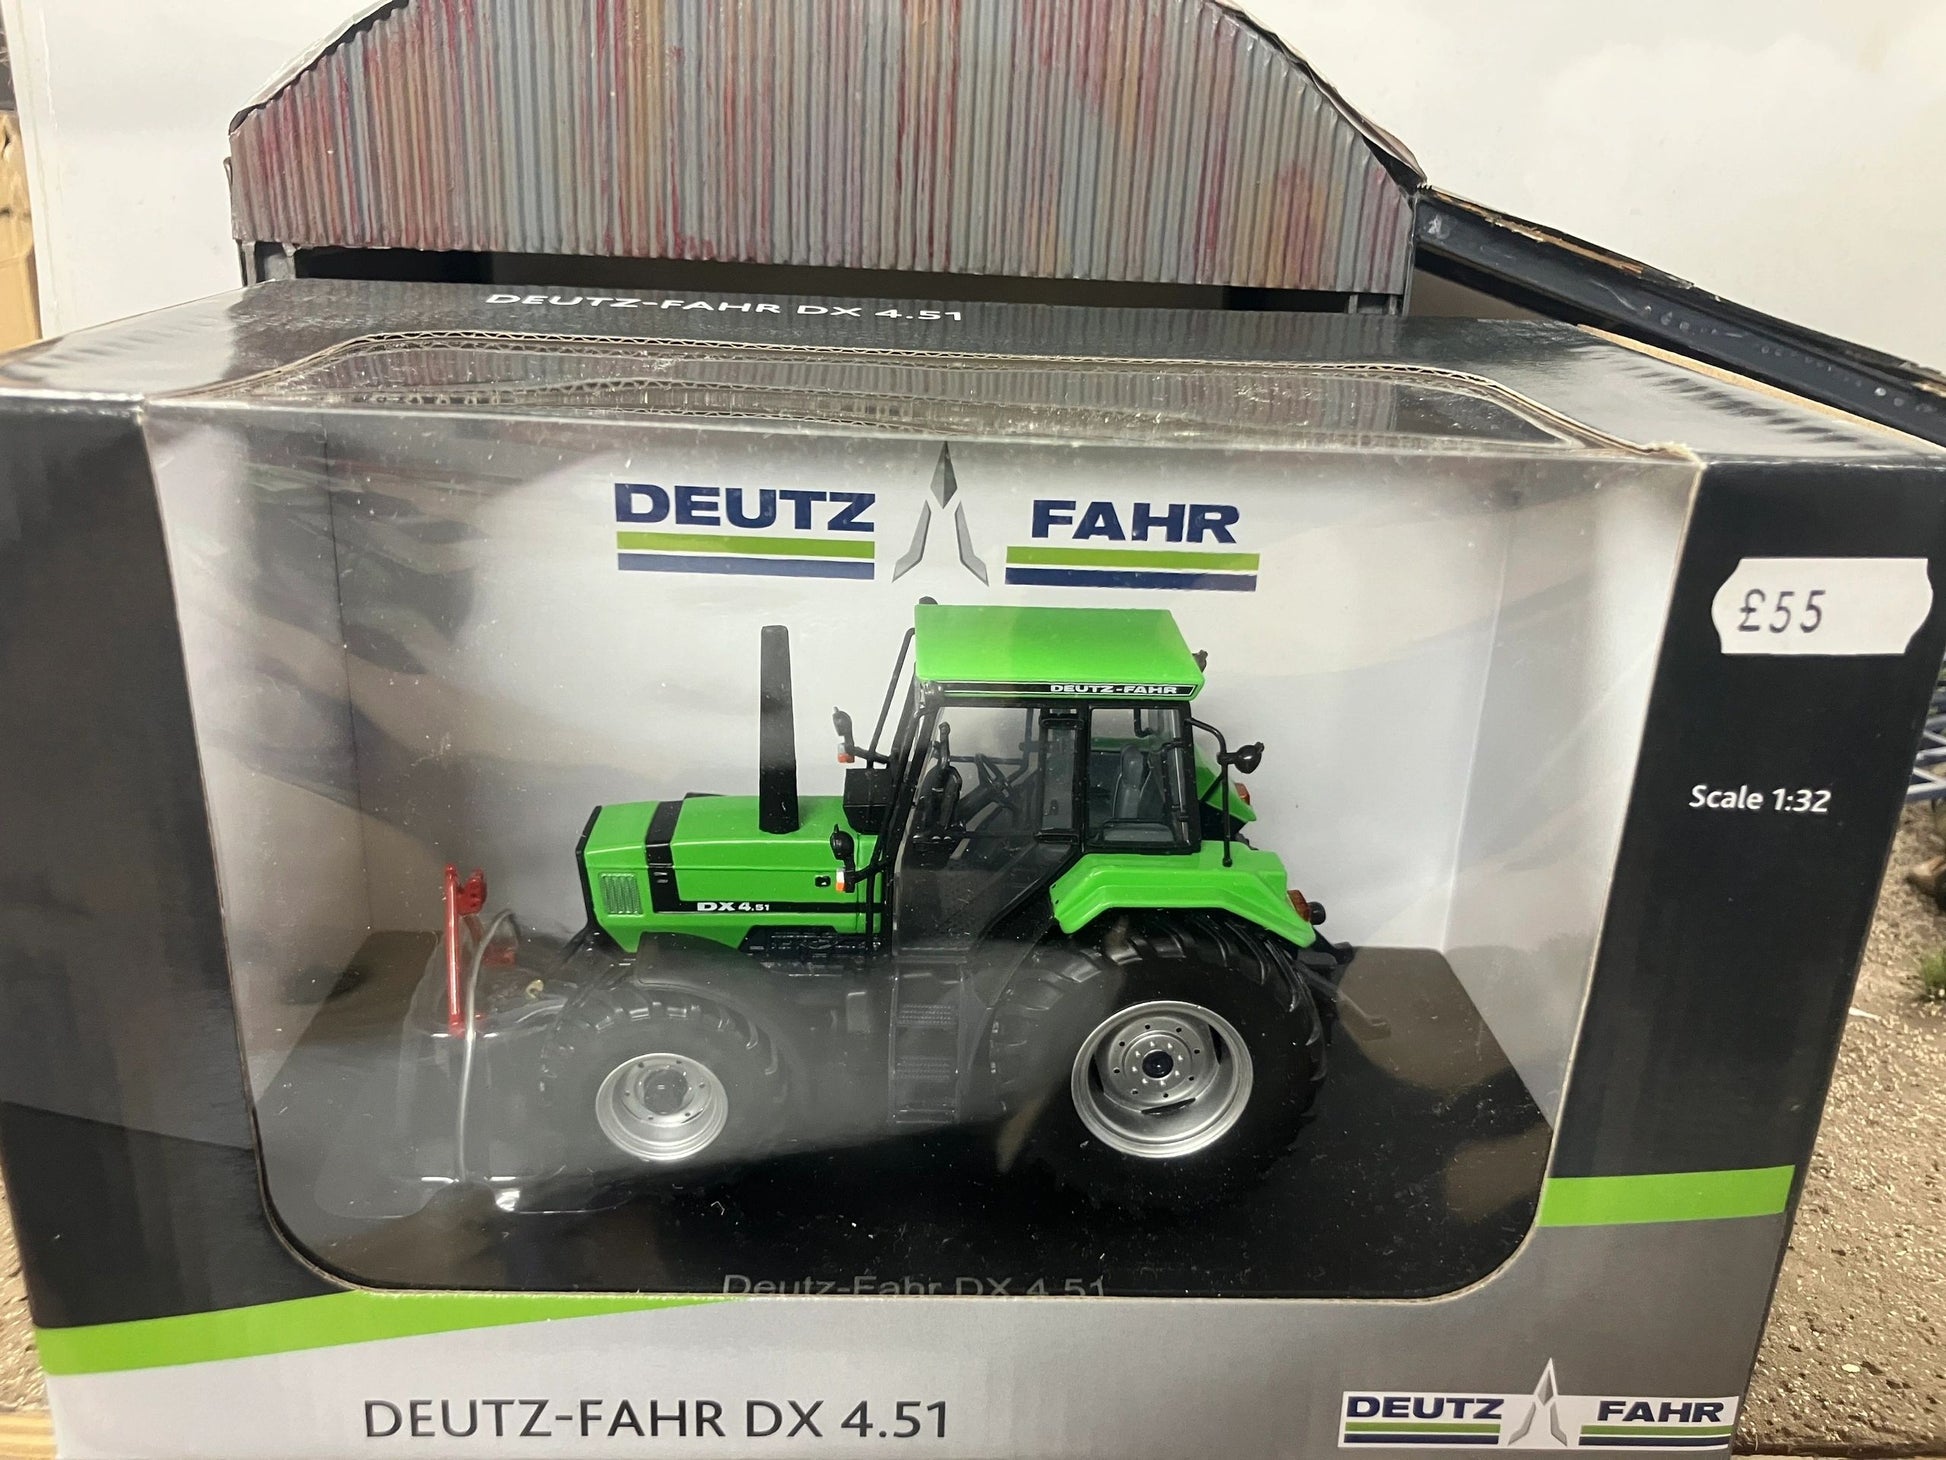 DEUTZ-FAHR DX 4.51
DEUTZ FAHR
£55
DEUTZ-FAHR
Scale 1:32
DX 4.51
Deutz-Fahr DX 4.51
DEUTZ-FAHR DX 4.51
DEUTZ FAHR